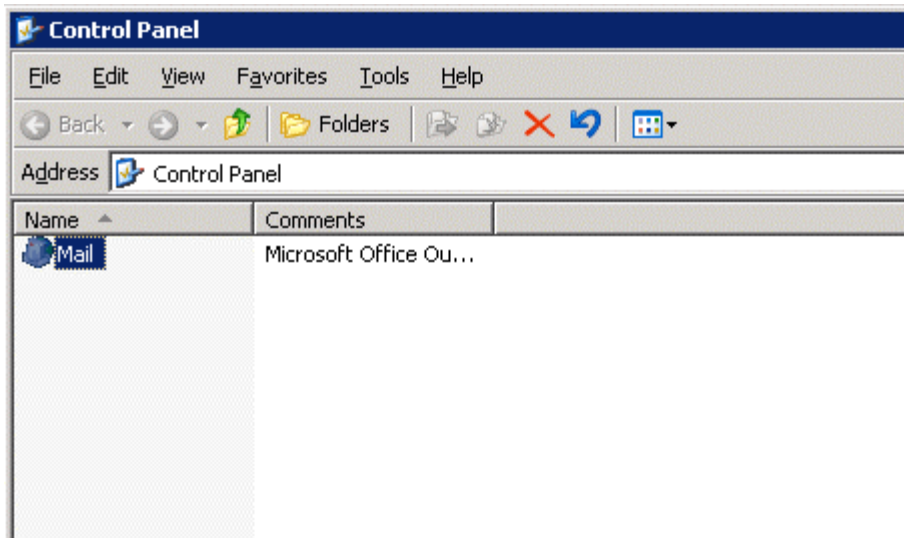 Control Panel
File Edit View Favorites Tools Help
Back Folders
Address Control Panel
Name Comments
Mail Microsoft Office Ou...